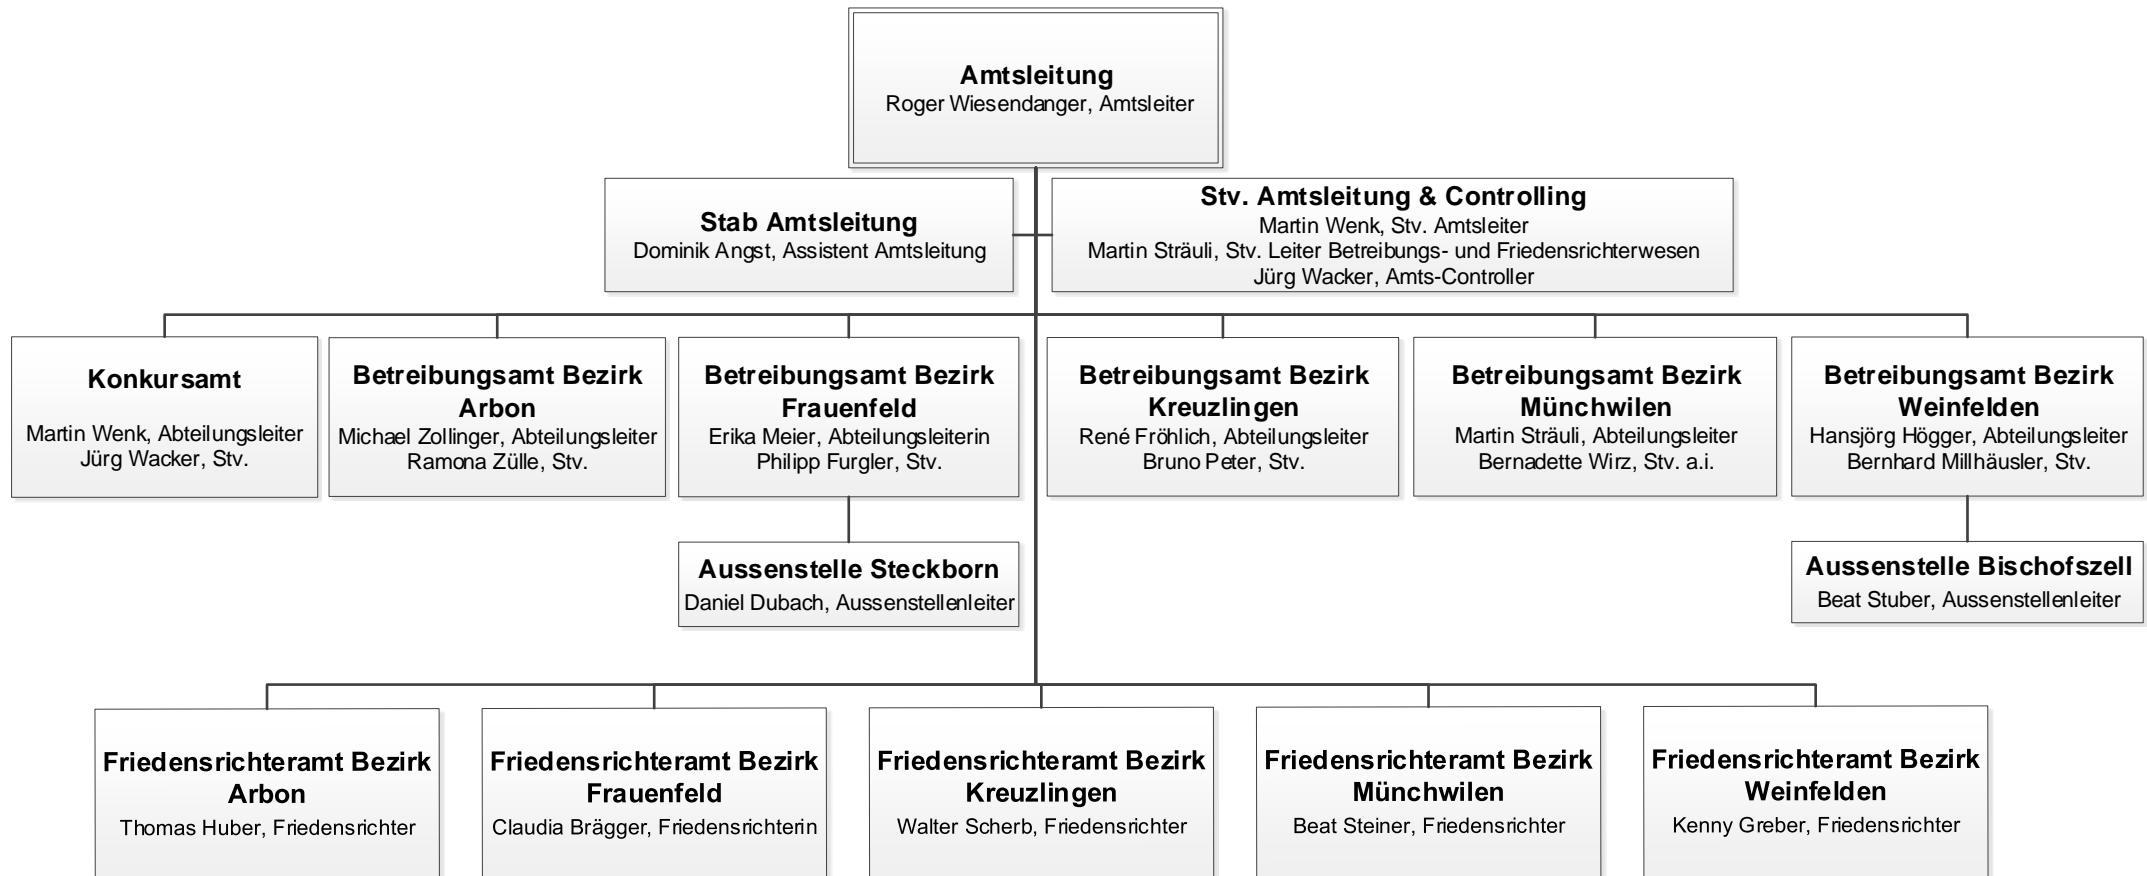 Amtsleitung
Roger Wiesendanger, Amtsleiter
Stab Amtsleitung
Dominik Angst, Assistent Amtsleitung
Stv. Amtsleitung & Controlling
Martin Wenk, Stv. Amtsleiter
Martin Sträuli, Stv. Leiter Betreibungs- und Friedensrichterwesen
Jürg Wacker, Amts-Controller
Konkursamt
Martin Wenk, Abteilungsleiter
Jürg Wacker, Stv.
Betreibungsamt Bezirk
Arbon
Michael Zollinger, Abteilungsleiter
Ramona Zülle, Stv.
Betreibungsamt Bezirk
Frauenfeld
Erika Meier, Abteilungsleiterin
Philipp Furgler, Stv.
Betreibungsamt Bezirk
Kreuzlingen
René Fröhlich, Abteilungsleiter
Bruno Peter, Stv.
Betreibungsamt Bezirk
Münchwilen
Martin Sträuli, Abteilungsleiter
Bernadette Wirz, Stv. a.i.
Betreibungsamt Bezirk
Weinfelden
Hansjörg Högger, Abteilungsleiter
Bernhard Millhäusler, Stv.
Aussenstelle Steckborn
Daniel Dubach, Aussenstellenleiter
Aussenstelle Bischofszell
Beat Stuber, Aussenstellenleiter
Friedensrichteramt Bezirk
Arbon
Thomas Huber, Friedensrichter
Friedensrichteramt Bezirk
Frauenfeld
Claudia Brägger, Friedensrichterin
Friedensrichteramt Bezirk
Kreuzlingen
Walter Scherb, Friedensrichter
Friedensrichteramt Bezirk
Münchwilen
Beat Steiner, Friedensrichter
Friedensrichteramt Bezirk
Weinfelden
Kenny Greber, Friedensrichter